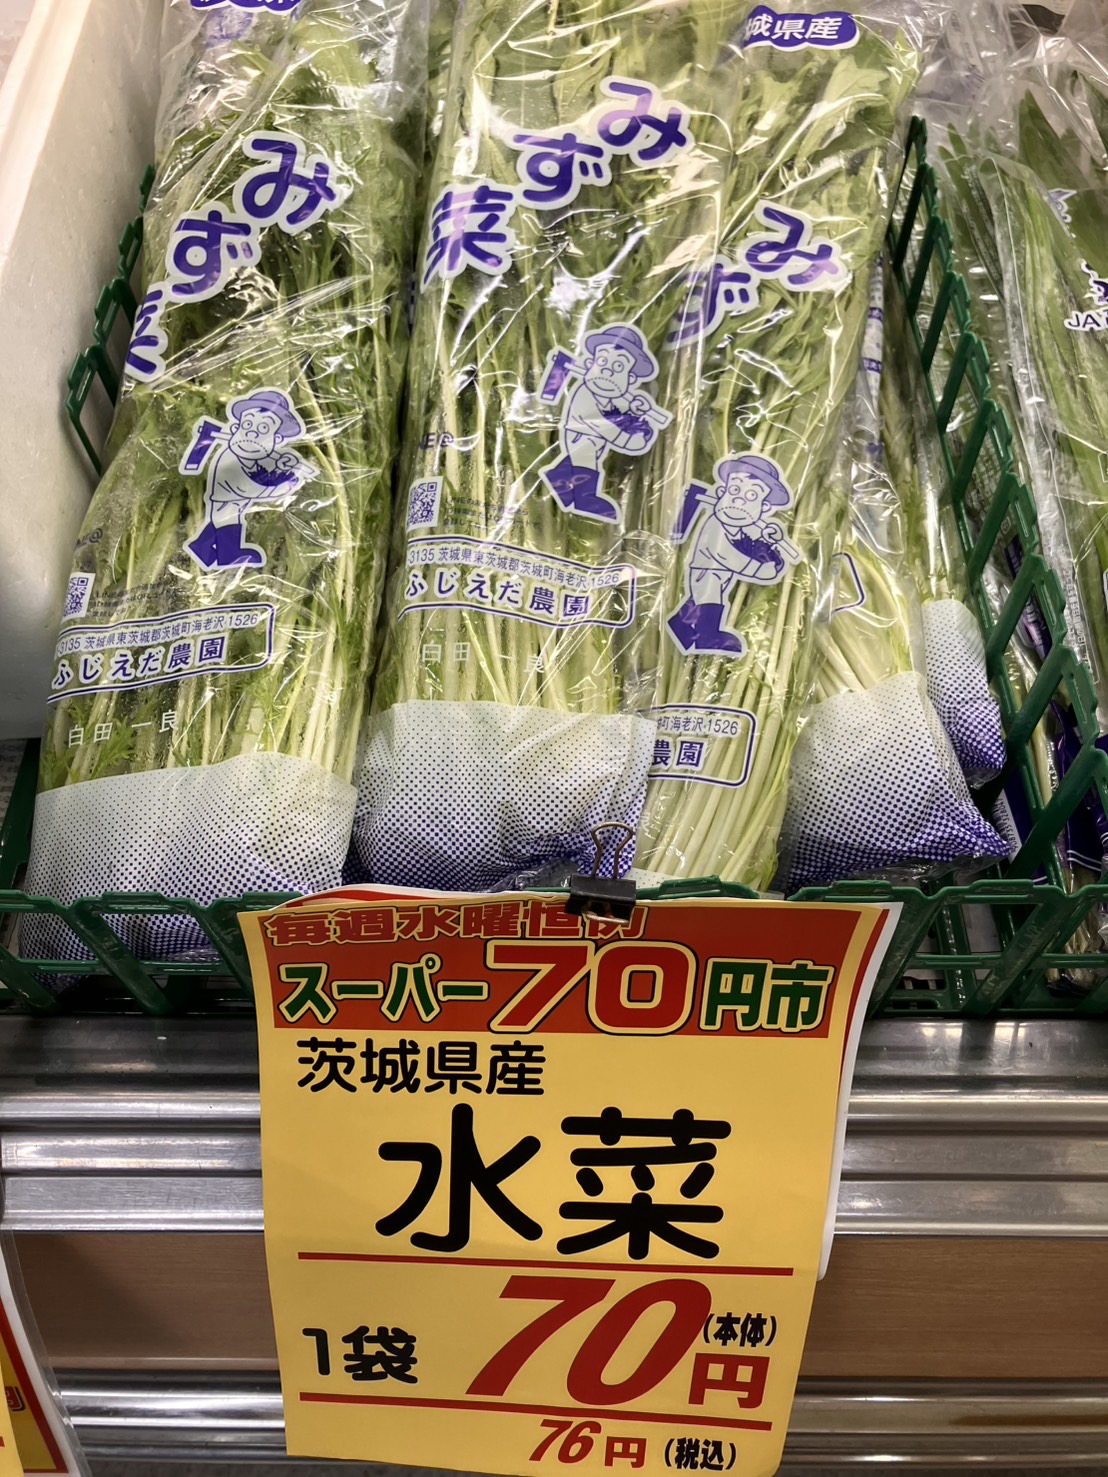 城県産
みず菜
3135 茨城県東茨城郡茨城町海老沢1526
ふじえだ農園
白田 一良
みず菜
3135 茨城県東茨城郡茨城町海老沢1526
ふじえだ農園
白田 一良
みず
町海老沢1526
農園
JA
毎週水曜恒例
スーパー70円市
茨城県産
水菜
1袋 70円(本体)
76円(税込)